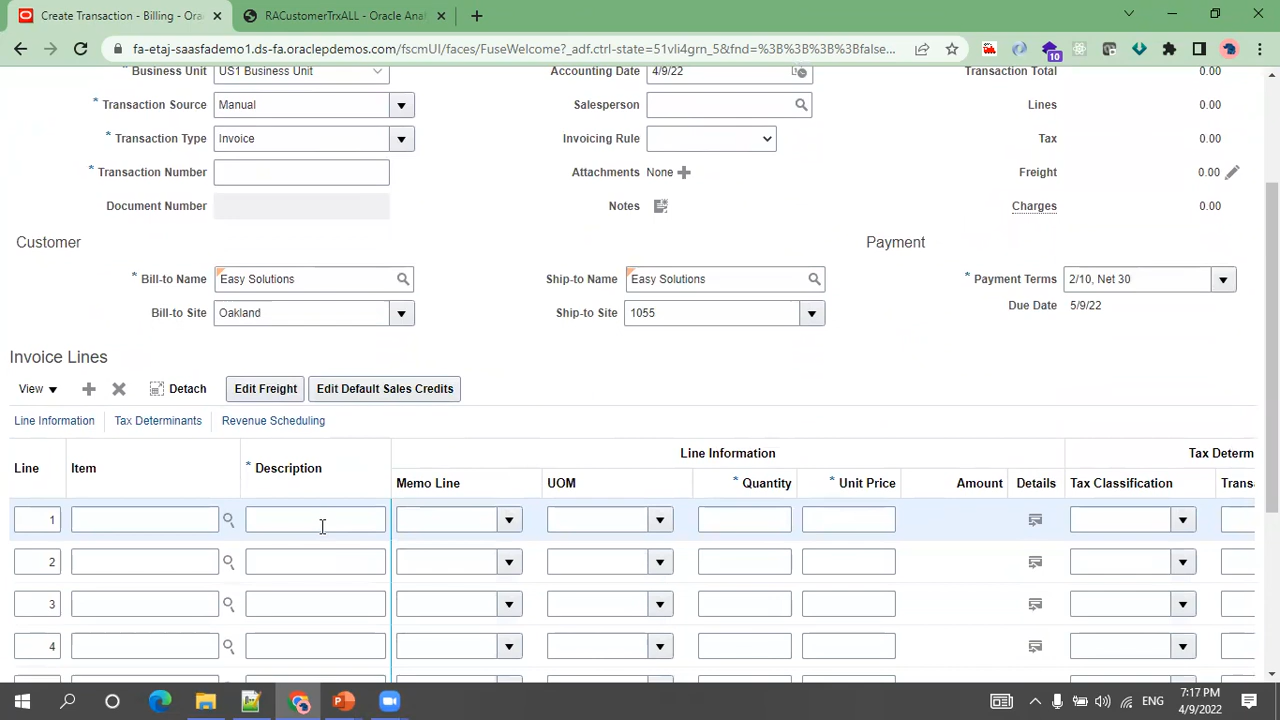 Create Transaction - Billing - Ora
RACustomerTrxALL - Oracle Anal
fa-etaj-saasfademo1.ds-fa.oraclepdemos.com/fscmUI/faces/FuseWelcome?_adf.ctrl-state=51vli4grn_5&fnd=%3B%3B%3B%3Bfalse...
10
* Business Unit US1 Business Unit Accounting Date 4/9/22 Transaction Total 0.00
* Transaction Source Manual Salesperson Lines 0.00
* Transaction Type Invoice Invoicing Rule Tax 0.00
* Transaction Number Attachments None Freight 0.00
Document Number Notes Charges 0.00
Customer Payment
* Bill-to Name Easy Solutions Ship-to Name Easy Solutions * Payment Terms 2/10, Net 30
Due Date 5/9/22
Bill-to Site Oakland Ship-to Site 1055
Invoice Lines
View Detach Edit Freight Edit Default Sales Credits
Line Information Tax Determinants Revenue Scheduling
Line Information Tax Determ
Line Item * Description
Memo Line UOM * Quantity * Unit Price Amount Details Tax Classification Trans
1
2
3
4
ENG
7:17 PM
4/9/2022